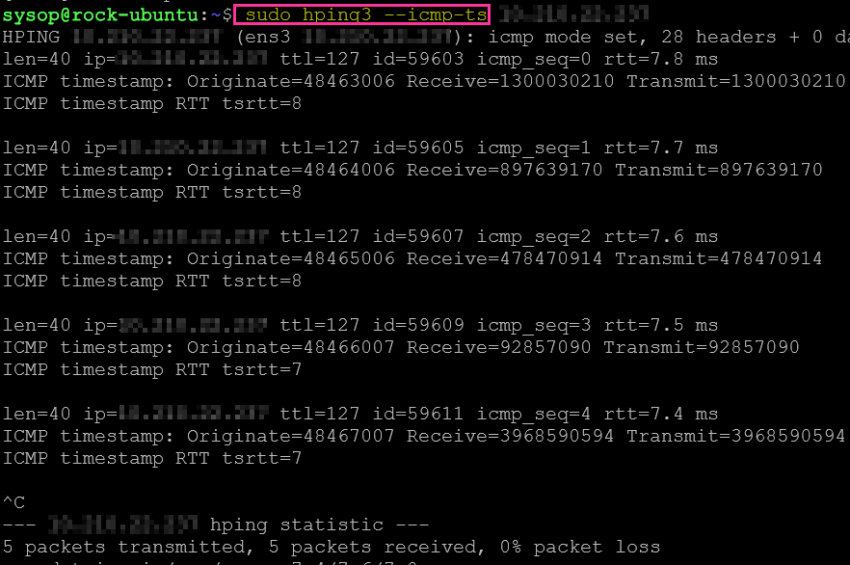 sysop@rock-ubuntu:~$ sudo hping3 --icmp-ts
HPING (ens3 ): icmp mode set, 28 headers + 0 da
len=40 ip= ttl=127 id=59603 icmp_seq=0 rtt=7.8 ms
ICMP timestamp: Originate=48463006 Receive=1300030210 Transmit=1300030210
ICMP timestamp RTT tsrtt=8
len=40 ip= ttl=127 id=59605 icmp_seq=1 rtt=7.7 ms
ICMP timestamp: Originate=48464006 Receive=897639170 Transmit=897639170
ICMP timestamp RTT tsrtt=8
len=40 ip= ttl=127 id=59607 icmp_seq=2 rtt=7.6 ms
ICMP timestamp: Originate=48465006 Receive=478470914 Transmit=478470914
ICMP timestamp RTT tsrtt=8
len=40 ip= ttl=127 id=59609 icmp_seq=3 rtt=7.5 ms
ICMP timestamp: Originate=48466007 Receive=92857090 Transmit=92857090
ICMP timestamp RTT tsrtt=7
len=40 ip= ttl=127 id=59611 icmp_seq=4 rtt=7.4 ms
ICMP timestamp: Originate=48467007 Receive=3968590594 Transmit=3968590594
ICMP timestamp RTT tsrtt=7
^C
--- hping statistic ---
5 packets transmitted, 5 packets received, 0% packet loss